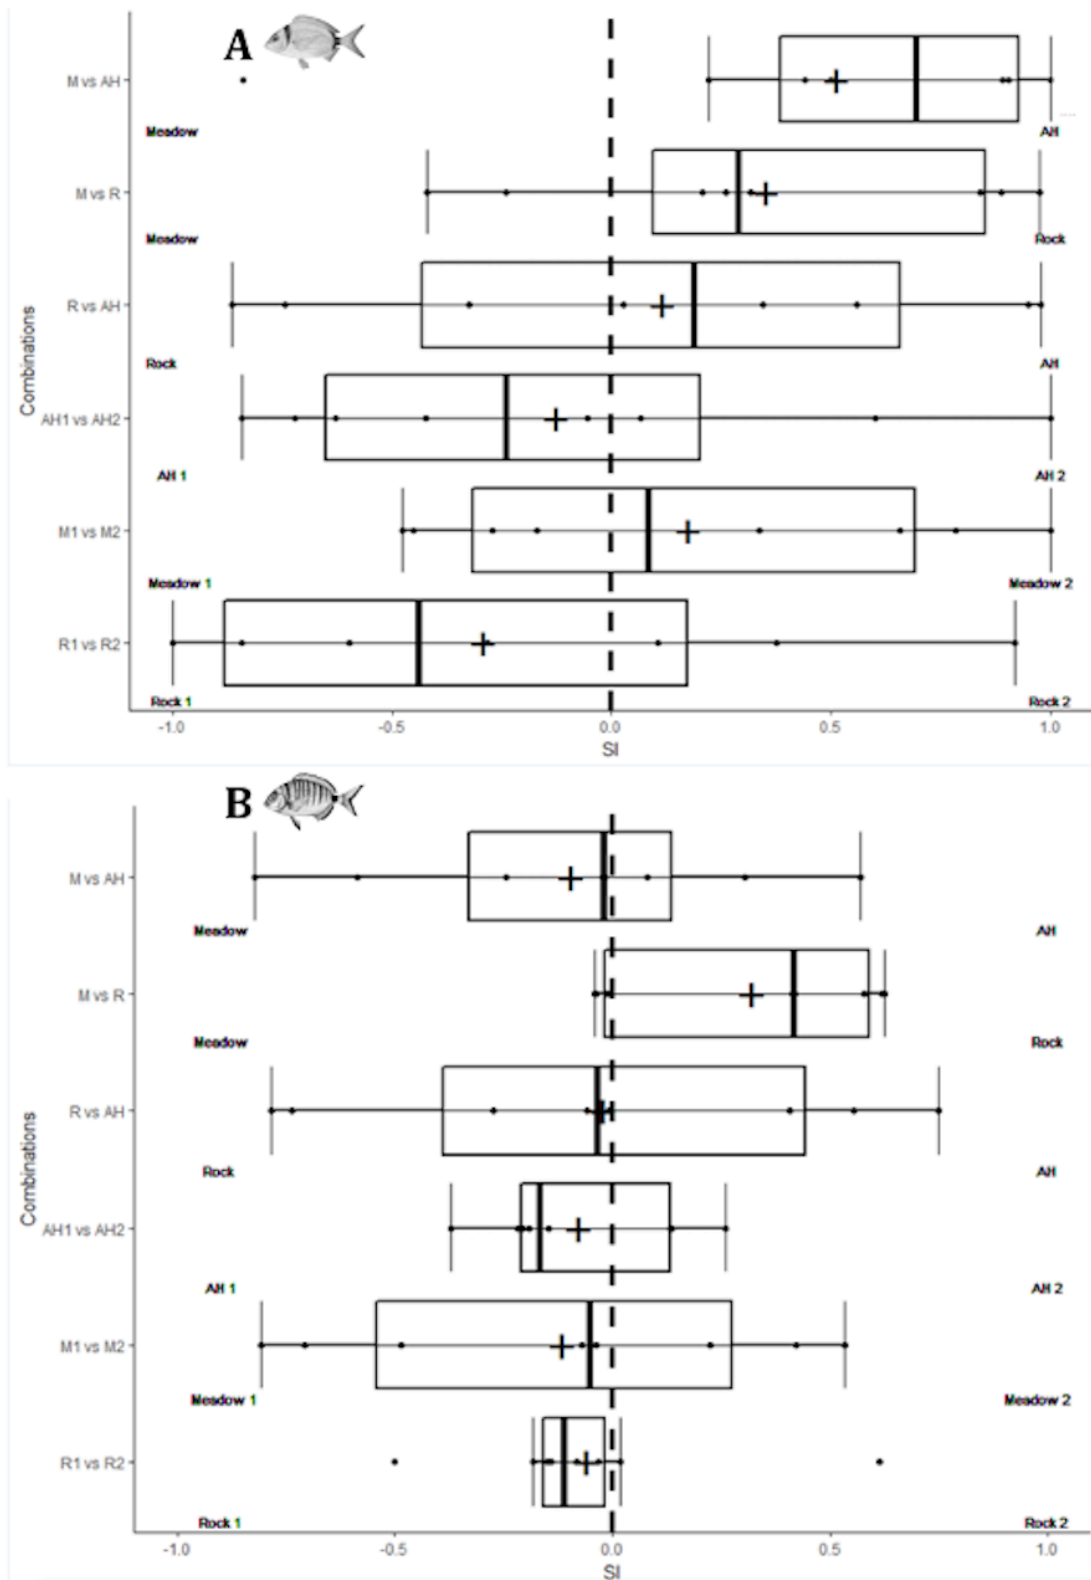 A
M vs AH
Meadow AH
M vs R
Meadow Rock
R vs AH
Rock AH
Combinations
AH1 vs AH2
AH 1 AH 2
M1 vs M2
Meadow 1 Meadow 2
R1 vs R2
Rock 1 Rock 2
-1.0 -0.5 0.0 0.5 1.0
SI
B
M vs AH
Meadow AH
M vs R
Meadow Rock
R vs AH
Rock AH
Combinations
AH1 vs AH2
AH 1 AH 2
M1 vs M2
Meadow 1 Meadow 2
R1 vs R2
Rock 1 Rock 2
-1.0 -0.5 0.0 0.5 1.0
SI